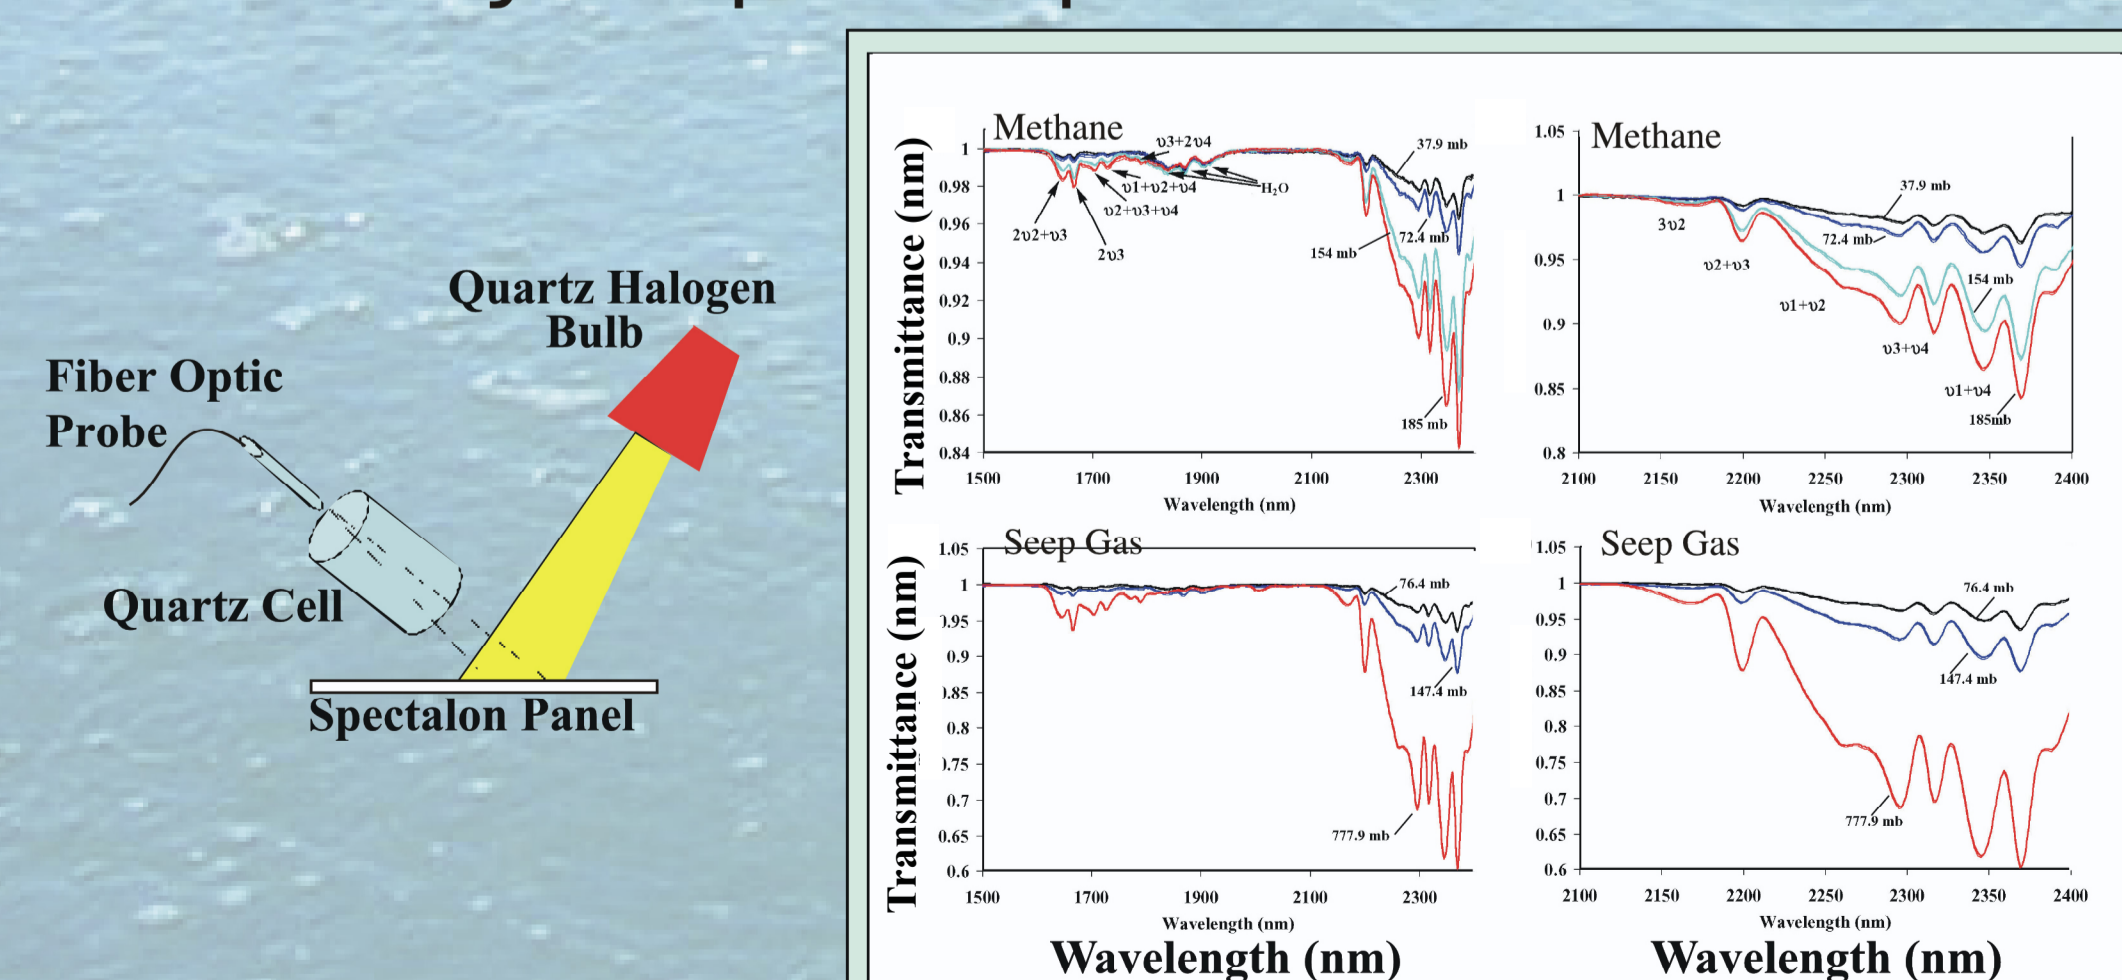 Quartz Halogen
Bulb
Fiber Optic
Probe
Quartz Cell
Spectalon Panel
Methane
Transmittance (nm)
1
0.98
0.96
0.94
0.92
0.9
0.88
0.86
0.84
1500
1700
1900
2100
2300
Wavelength (nm)
υ3+2υ4
υ1+υ2+υ4
H₂O
υ2+υ3+υ4
2υ2+υ3
2υ3
37.9 mb
72.4 mb
154 mb
185 mb
Methane
1.05
1
0.95
0.9
0.85
0.8
2100
2150
2200
2250
2300
2350
2400
Wavelength (nm)
37.9 mb
3υ2
72.4 mb
υ2+υ3
154 mb
υ1+υ2
υ3+υ4
υ1+υ4
185mb
Seep Gas
Transmittance (nm)
1.05
1
).95
0.9
).85
0.8
).75
0.7
0.65
0.6
1500
1700
1900
2100
2300
Wavelength (nm)
Wavelength (nm)
76.4 mb
147.4 mb
777.9 mb
Seep Gas
1.05
1
0.95
0.9
0.85
0.8
0.75
0.7
0.65
0.6
2100
2150
2200
2250
2300
2350
2400
Wavelength (nm)
Wavelength (nm)
76.4 mb
147.4 mb
777.9 mb